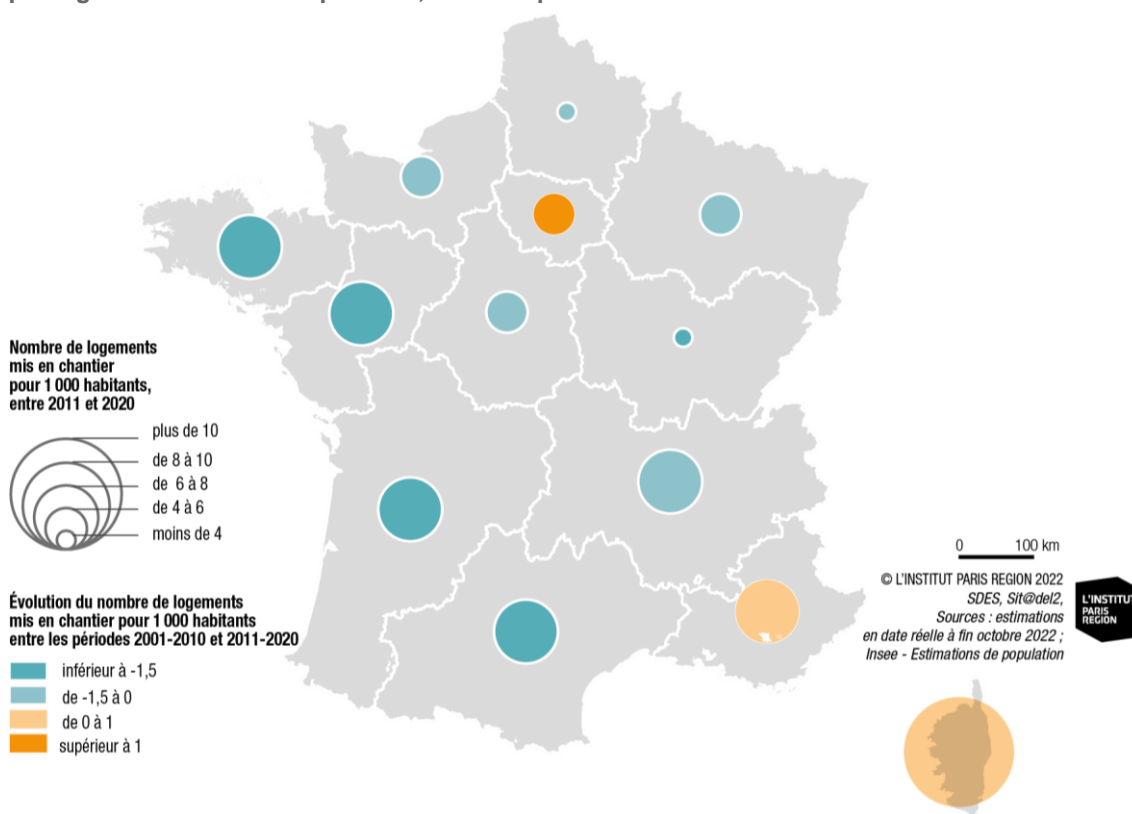 Nombre de logements
mis en chantier
pour 1 000 habitants,
entre 2011 et 2020
plus de 10
de 8 à 10
de 6 à 8
de 4 à 6
moins de 4
Évolution du nombre de logements
mis en chantier pour 1 000 habitants
entre les périodes 2001-2010 et 2011-2020
inférieur à -1,5
de -1,5 à 0
de 0 à 1
supérieur à 1
0 100 km
© L'INSTITUT PARIS REGION 2022
SDES, Sit@del2,
Sources : estimations
en date réelle à fin octobre 2022 ;
Insee - Estimations de population
L'INSTITUT
PARIS
REGION